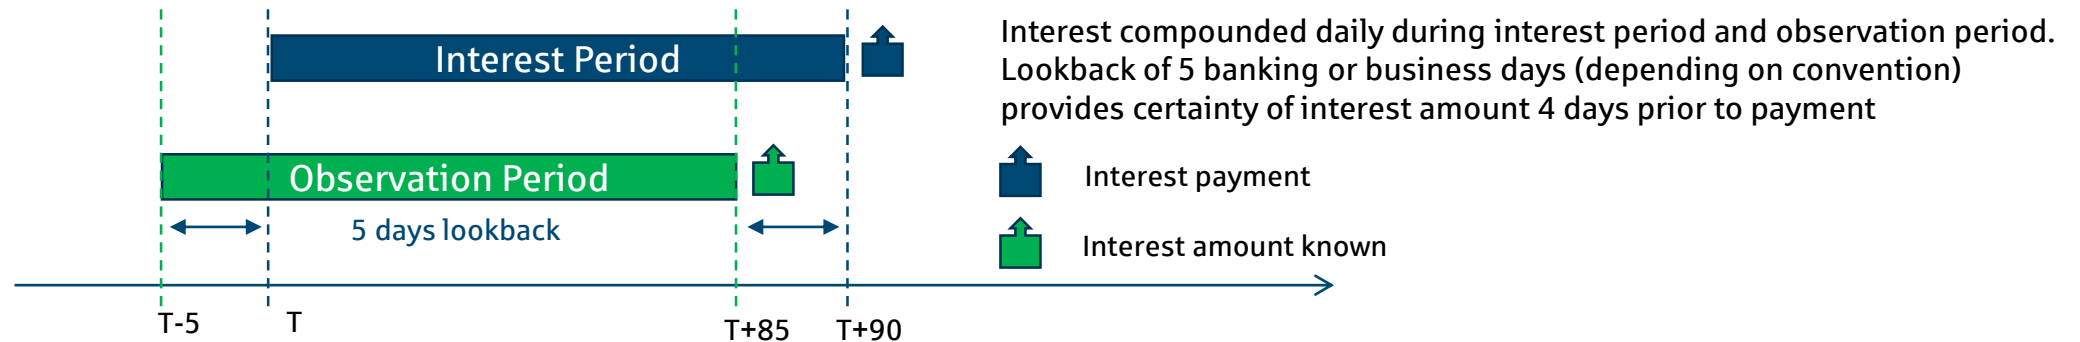 Interest Period
Observation Period
5 days lookback
T-5
T
T+85
T+90
Interest compounded daily during interest period and observation period.
Lookback of 5 banking or business days (depending on convention)
provides certainty of interest amount 4 days prior to payment
Interest payment
Interest amount known